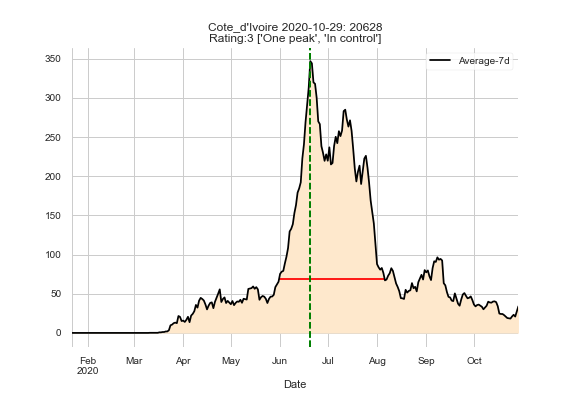 Cote_d'Ivoire 2020-10-29: 20628
Rating:3 ['One peak', 'In control']
Average-7d
350
300
250
200
150
100
50
0
Feb Mar Apr May Jun Jul Aug Sep Oct
2020
Date